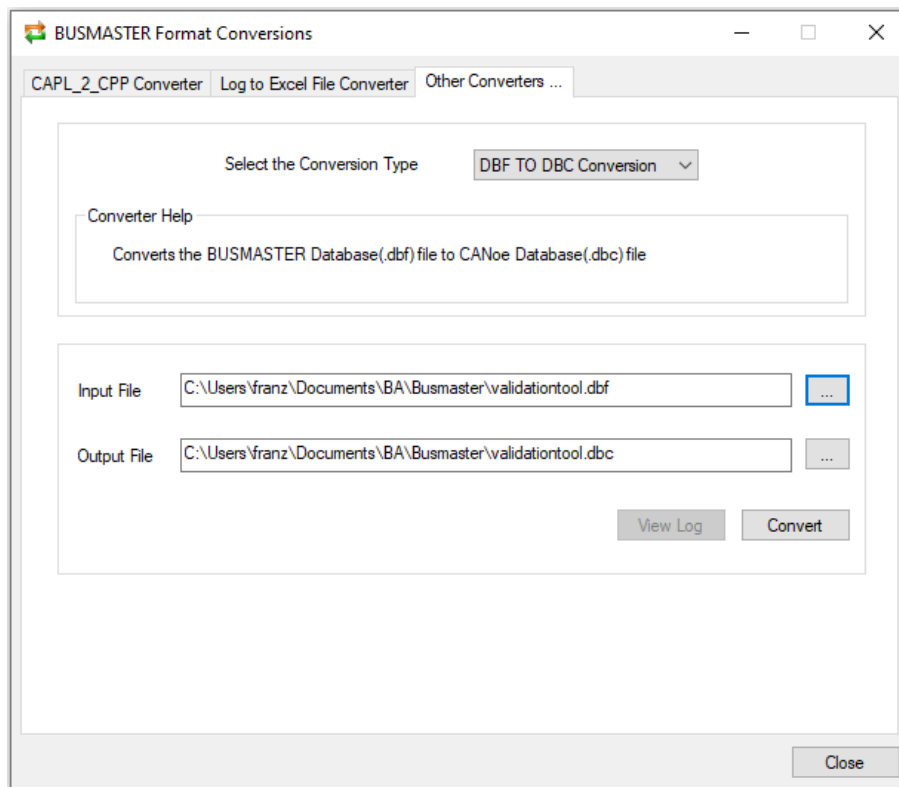 BUSMASTER Format Conversions
CAPL_2_CPP Converter Log to Excel File Converter Other Converters ...
Select the Conversion Type DBF TO DBC Conversion
Converter Help
Converts the BUSMASTER Database(.dbf) file to CANoe Database(.dbc) file
Input File C:\Users\franz\Documents\BA\Busmaster\validationtool.dbf ...
Output File C:\Users\franz\Documents\BA\Busmaster\validationtool.dbc ...
View Log Convert
Close